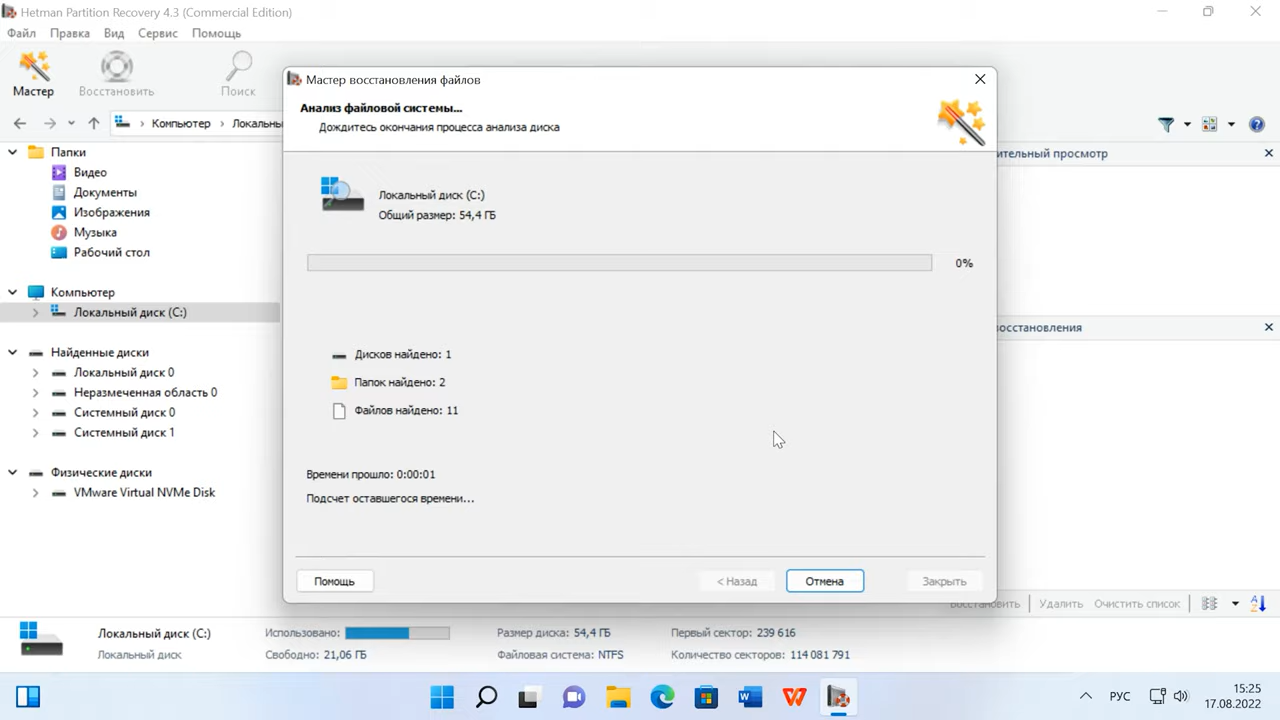 Hetman Partition Recovery 4.3 (Commercial Edition)
Файл Правка Вид Сервис Помощь
Мастер Восстановить Поиск
Компьютер Локальны
Папки
Видео
Документы
Изображения
Музыка
Рабочий стол
Компьютер
Локальный диск (C:)
Найденные диски
Локальный диск 0
Неразмеченная область 0
Системный диск 0
Системный диск 1
Физические диски
VMware Virtual NVMe Disk
Мастер восстановления файлов
Анализ файловой системы...
Дождитесь окончания процесса анализа диска
Локальный диск (C:)
Общий размер: 54,4 ГБ
0%
Дисков найдено: 1
Папок найдено: 2
Файлов найдено: 11
Времени прошло: 0:00:01
Подсчет оставшегося времени...
Помощь < Назад Отмена Закрыть
ительный просмотр
восстановления
Восстановить Удалить Очистить список
Локальный диск (C:) Использовано: Размер диска: 54,4 ГБ Первый сектор: 239 616
Локальный диск Свободно: 21,06 ГБ Файловая система: NTFS Количество секторов: 114 081 791
РУС
15:25
17.08.2022